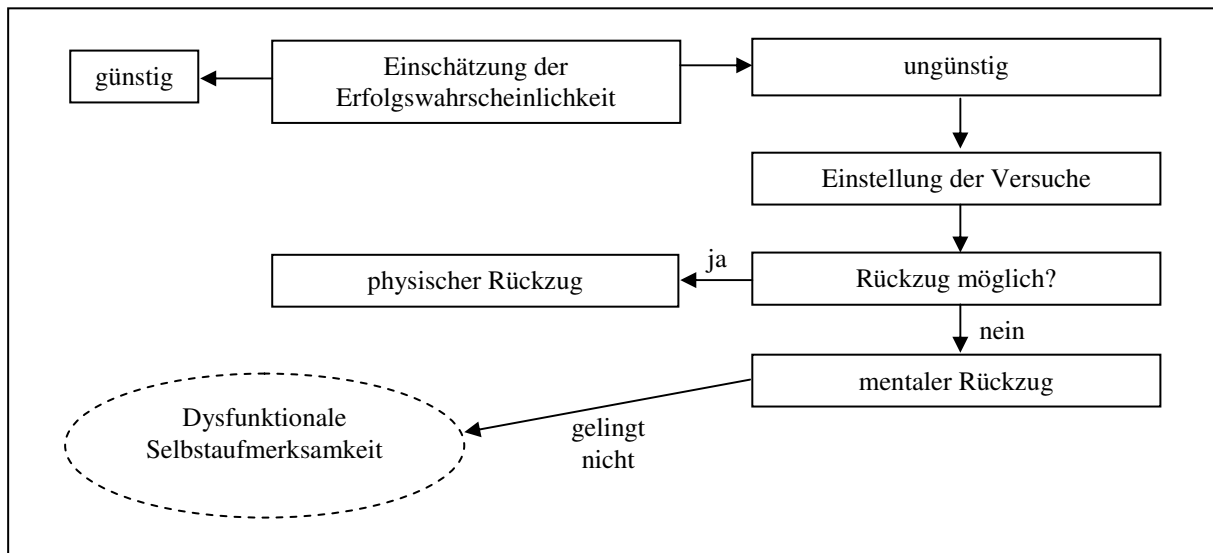 günstig
Einschätzung der
Erfolgswahrscheinlichkeit
ungünstig
Einstellung der Versuche
Rückzug möglich?
ja
physischer Rückzug
nein
mentaler Rückzug
gelingt
nicht
Dysfunktionale
Selbstaufmerksamkeit